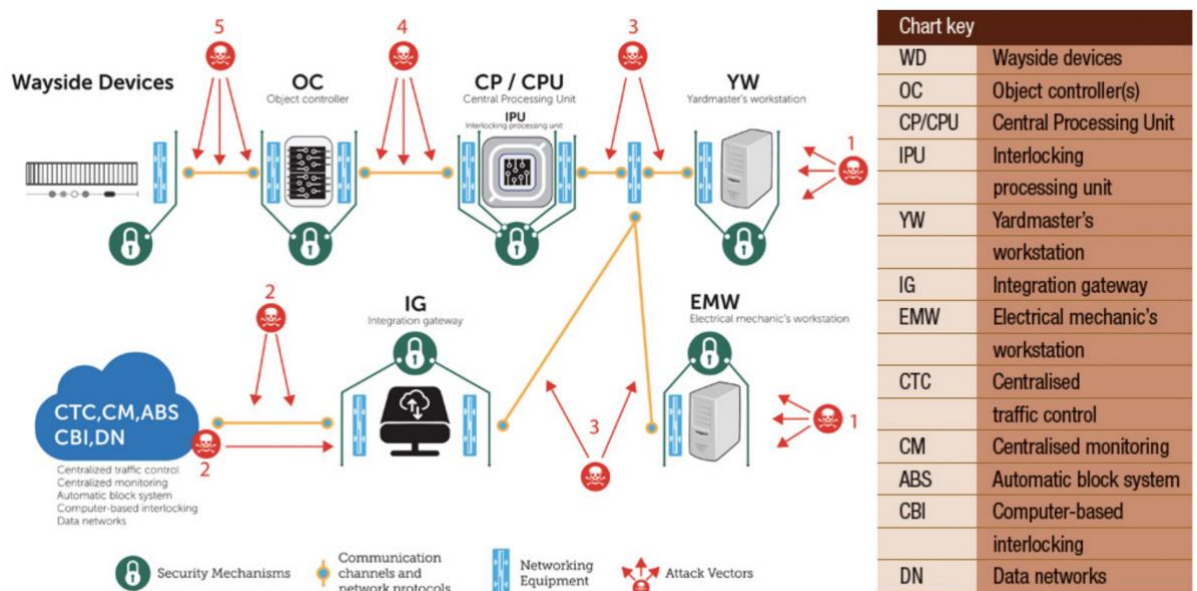 5
4
3
Wayside Devices
OC
Object controller
CP / CPU
Central Processing Unit
IPU
Interlocking processing unit
YW
Yardmaster's workstation
1
2
IG
Integration gateway
EMW
Electrical mechanic's workstation
CTC,CM,ABS
CBI,DN
2
3
1
Centralized traffic control
Centralized monitoring
Automatic block system
Computer-based interlocking
Data networks
Security Mechanisms
Communication
channels and
network protocols
Networking
Equipment
Attack Vectors
Chart key
WD Wayside devices
OC Object controller(s)
CP/CPU Central Processing Unit
IPU Interlocking
processing unit
YW Yardmaster's
workstation
IG Integration gateway
EMW Electrical mechanic's
workstation
CTC Centralised
traffic control
CM Centralised monitoring
ABS Automatic block system
CBI Computer-based
interlocking
DN Data networks